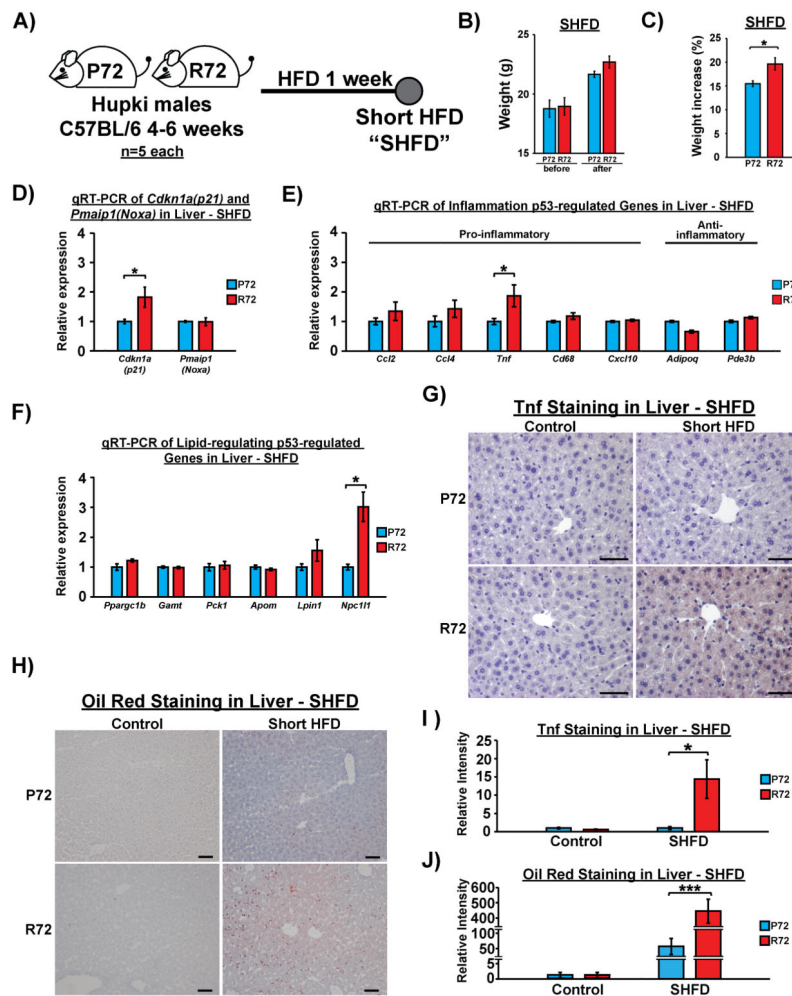 A)
P72 R72
HFD 1 week
Hupki males
C57BL/6 4-6 weeks
n=5 each
Short HFD
“SHFD”
B)
SHFD
Weight (g)
25
20
15
P72 R72 P72 R72
before after
C)
SHFD
Weight increase (%)
25
20
15
10
5
0
*
P72 R72
D)
qRT-PCR of Cdkn1a(p21) and
Pmaip1(Noxa) in Liver - SHFD
Relative expression
4
3
2
1
0
*
P72
R72
Cdkn1a Pmaip1
(p21) (Noxa)
E)
qRT-PCR of Inflammation p53-regulated Genes in Liver - SHFD
Pro-inflammatory
Anti-
inflammatory
Relative expression
4
3
2
1
0
*
Ccl2 Ccl4 Tnf Cd68 Cxcl10 Adipoq Pde3b
F)
qRT-PCR of Lipid-regulating p53-regulated
Genes in Liver - SHFD
Relative expression
4
3
2
1
0
*
P72
R72
Ppargc1b Gamt Pck1 Apom Lpin1 Npc1l1
G)
Tnf Staining in Liver - SHFD
Control Short HFD
P72
R72
H)
Oil Red Staining in Liver - SHFD
Control Short HFD
P72
R72
I)
Tnf Staining in Liver - SHFD
Relative Intensity
25
20
15
10
5
0
*
P72
R72
Control SHFD
J)
Oil Red Staining in Liver - SHFD
Relative Intensity
600
500
400
300
100
50
5
0
***
P72
R72
Control SHFD